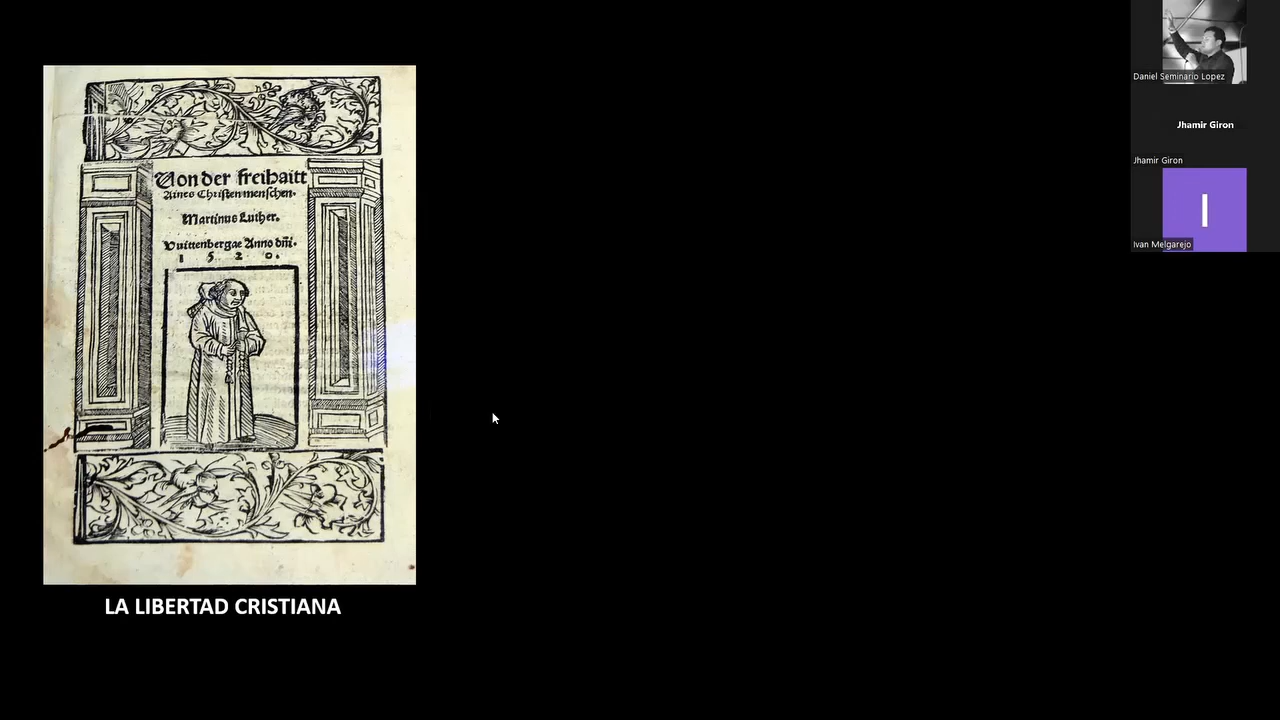 Von der freihaitt
Aines Christenmenschen.
Martinus Luther.
Vuittenbergae Anno dñi.
1 5 2 0.
LA LIBERTAD CRISTIANA
Daniel Seminario Lopez
Jhamir Giron
Jhamir Giron
I
Ivan Melgarejo